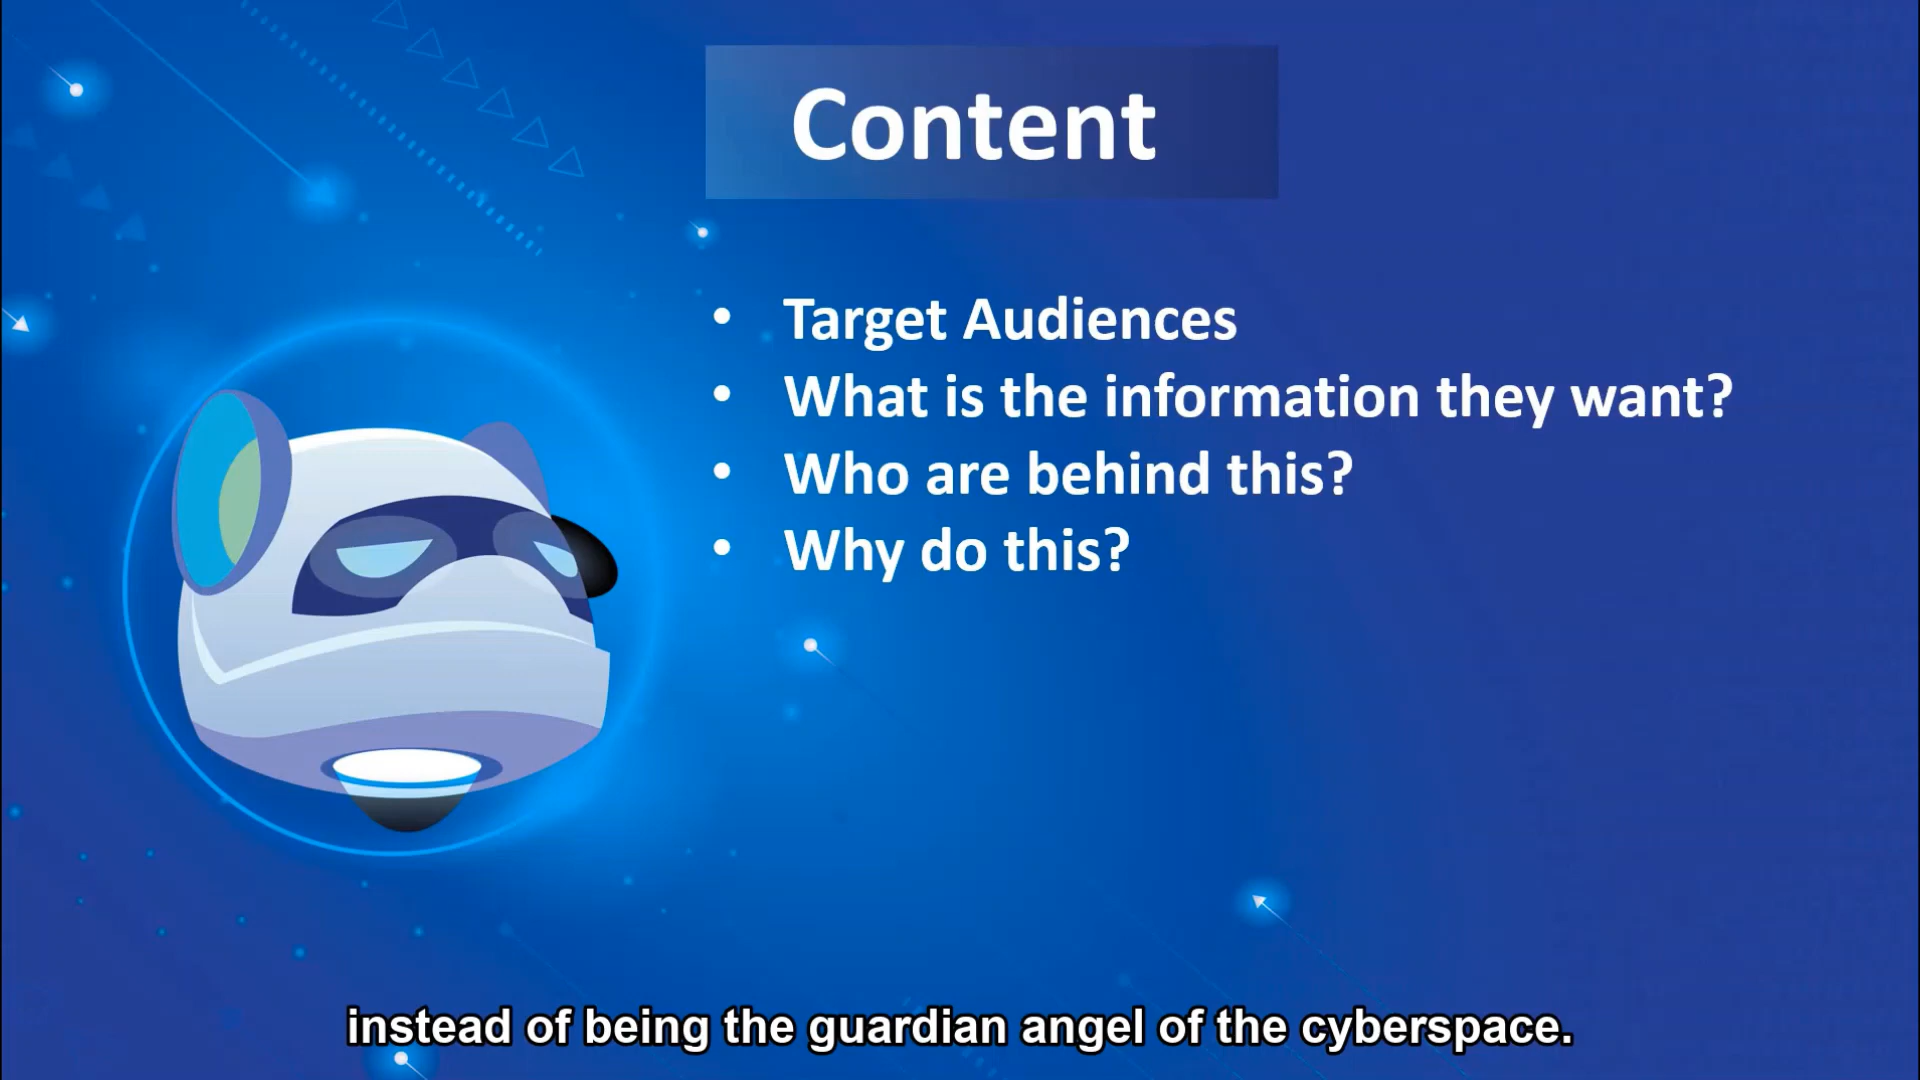 Content
• Target Audiences
• What is the information they want?
• Who are behind this?
• Why do this?
instead of being the guardian angel of the cyberspace.